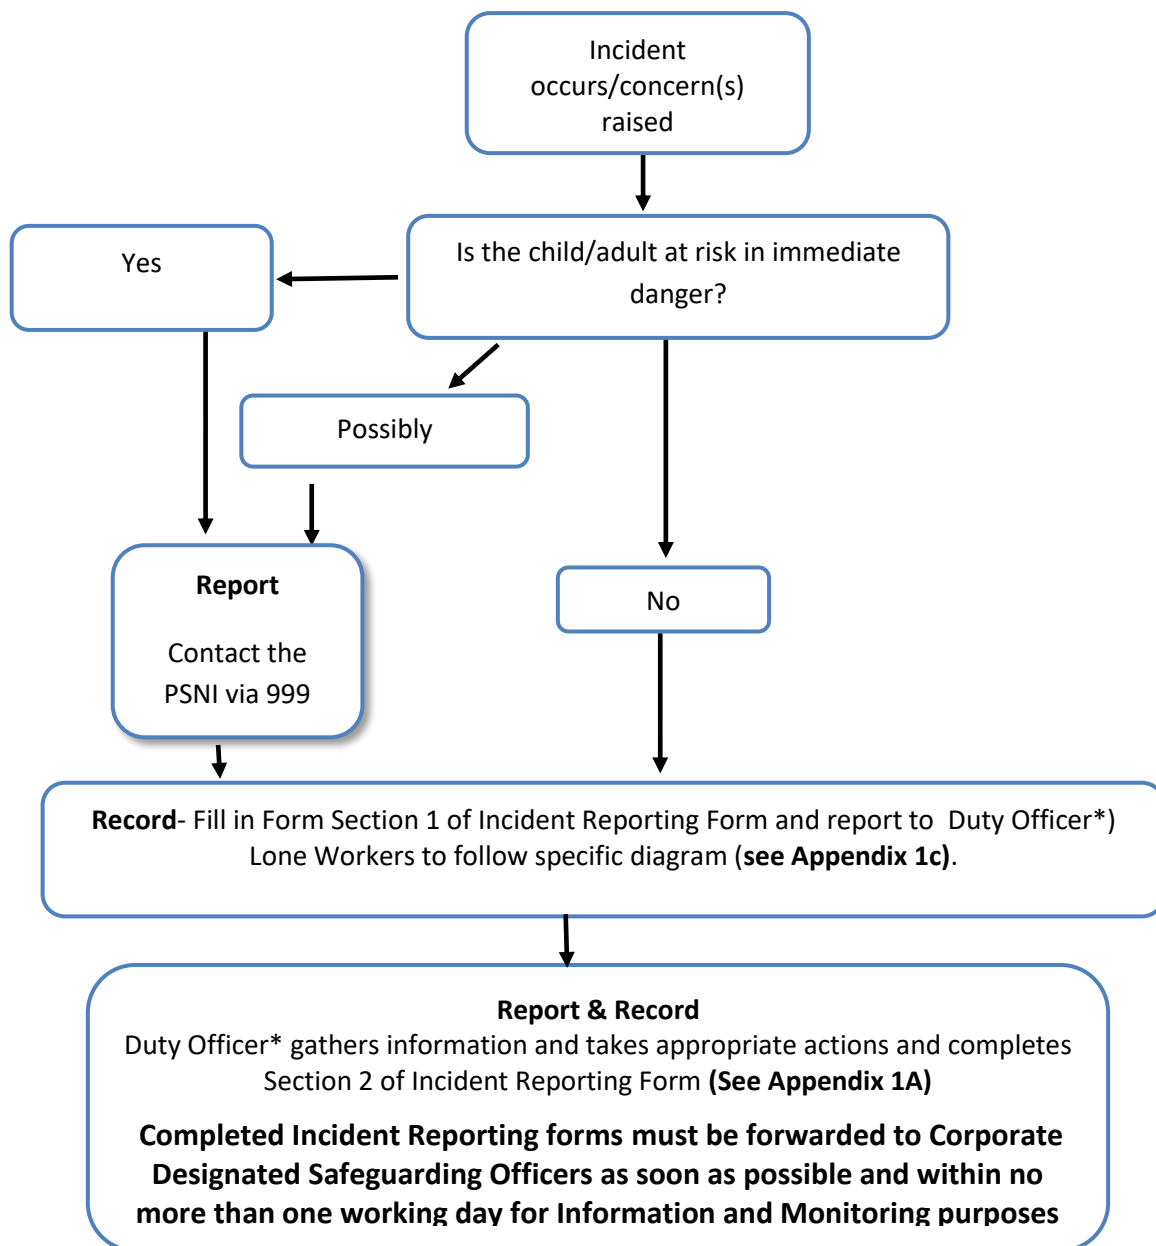 Incident
occurs/concern(s)
raised
Is the child/adult at risk in immediate
danger?
Yes
Possibly
No
Report
Contact the
PSNI via 999
Record- Fill in Form Section 1 of Incident Reporting Form and report to  Duty Officer*)
Lone Workers to follow specific diagram (see Appendix 1c).
Report & Record
Duty Officer* gathers information and takes appropriate actions and completes
Section 2 of Incident Reporting Form (See Appendix 1A)
Completed Incident Reporting forms must be forwarded to Corporate
Designated Safeguarding Officers as soon as possible and within no
more than one working day for Information and Monitoring purposes